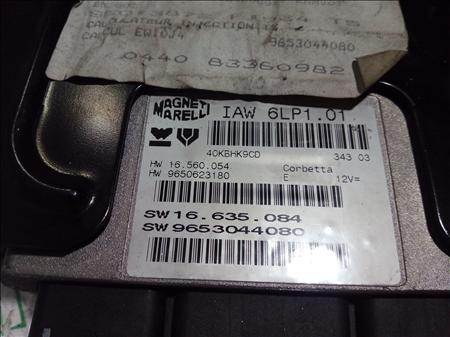 CALCULATEUR INJECTION
CALCUL EW10J4 9653044080
0440 83360982
MAGNETI
MARELLI
IAW 6LP1.01
40KBHK9CD 343 03
HW 16.560.054 Corbetta
HW 9650623180 E 12V=
SW 16.635.084
SW 9653044080